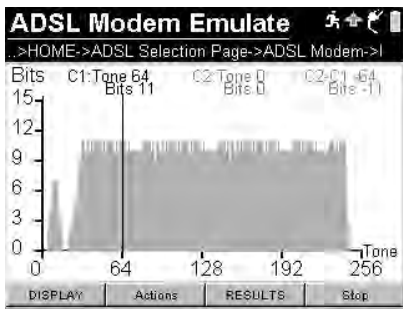 ADSL Modem Emulate
..>HOME->ADSL Selection Page->ADSL Modem->I
Bits C1:Tone 64 C2:Tone 0 C2-C1 -64
Bits 11 Bits 0 Bits -11
15
12
9
6
3
0
0 64 128 192 256 Tone
DISPLAY Actions RESULTS Stop